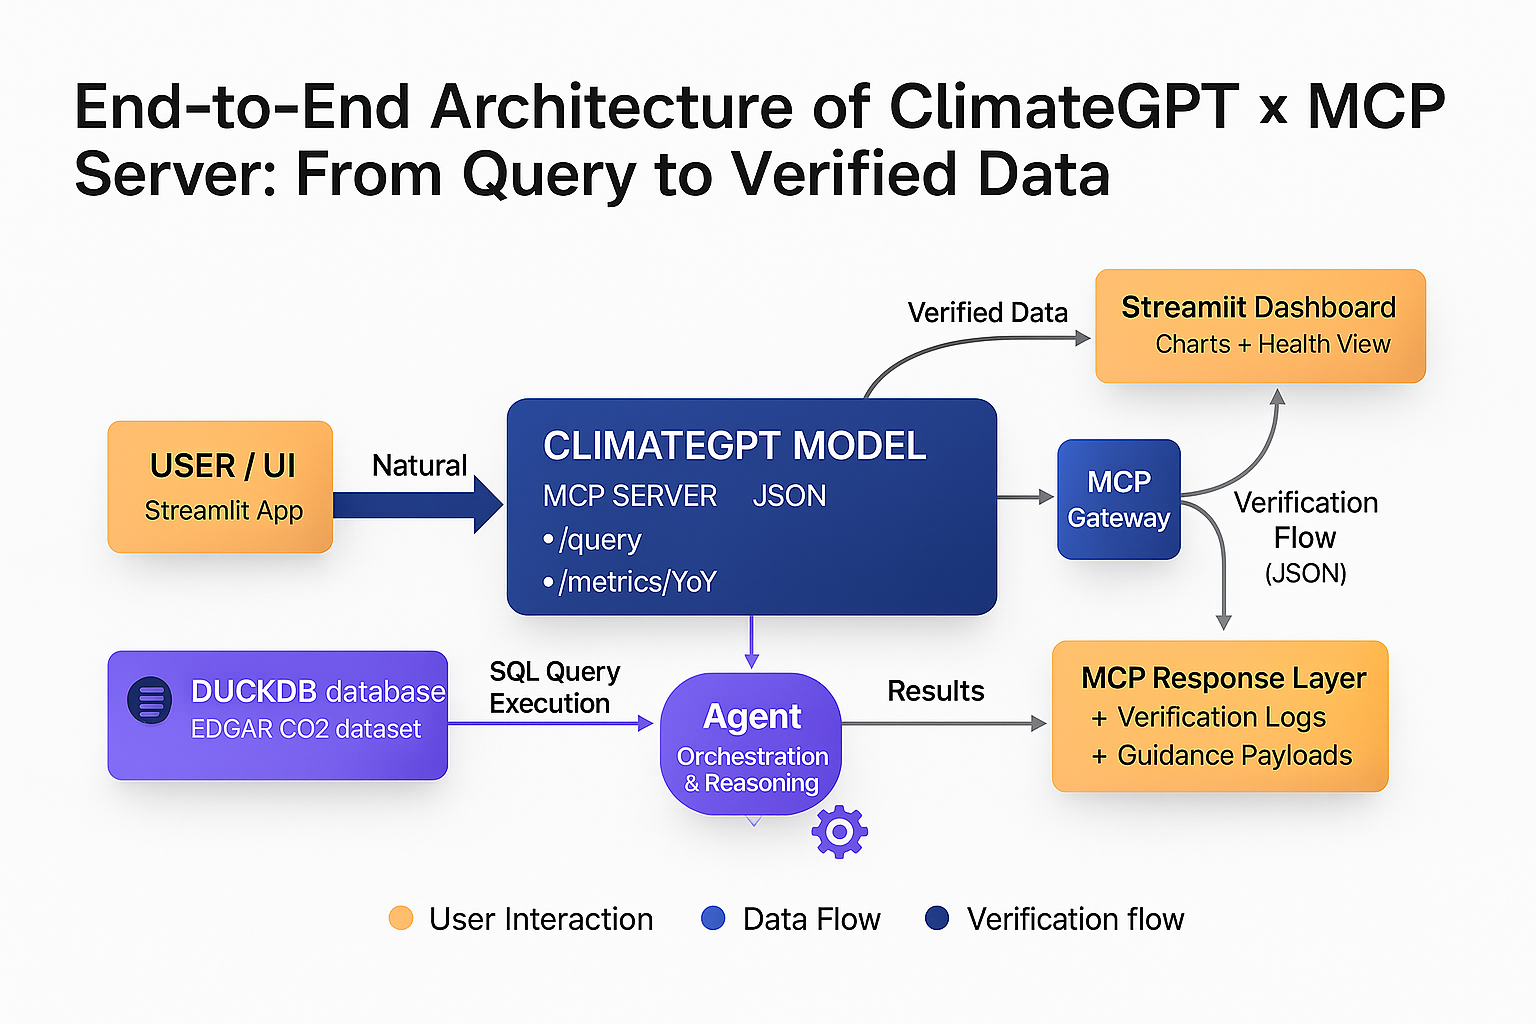 End-to-End Architecture of ClimateGPT x MCP
Server: From Query to Verified Data
Verified Data
Streamiit Dashboard
Charts + Health View
USER / UI
Streamlit App
Natural
CLIMATEGPT MODEL
MCP SERVER JSON
• /query
• /metrics/YoY
MCP
Gateway
Verification
Flow
(JSON)
DUCKDB database
EDGAR CO2 dataset
SQL Query
Execution
Agent
Orchestration
& Reasoning
Results
MCP Response Layer
+ Verification Logs
+ Guidance Payloads
User Interaction
Data Flow
Verification flow